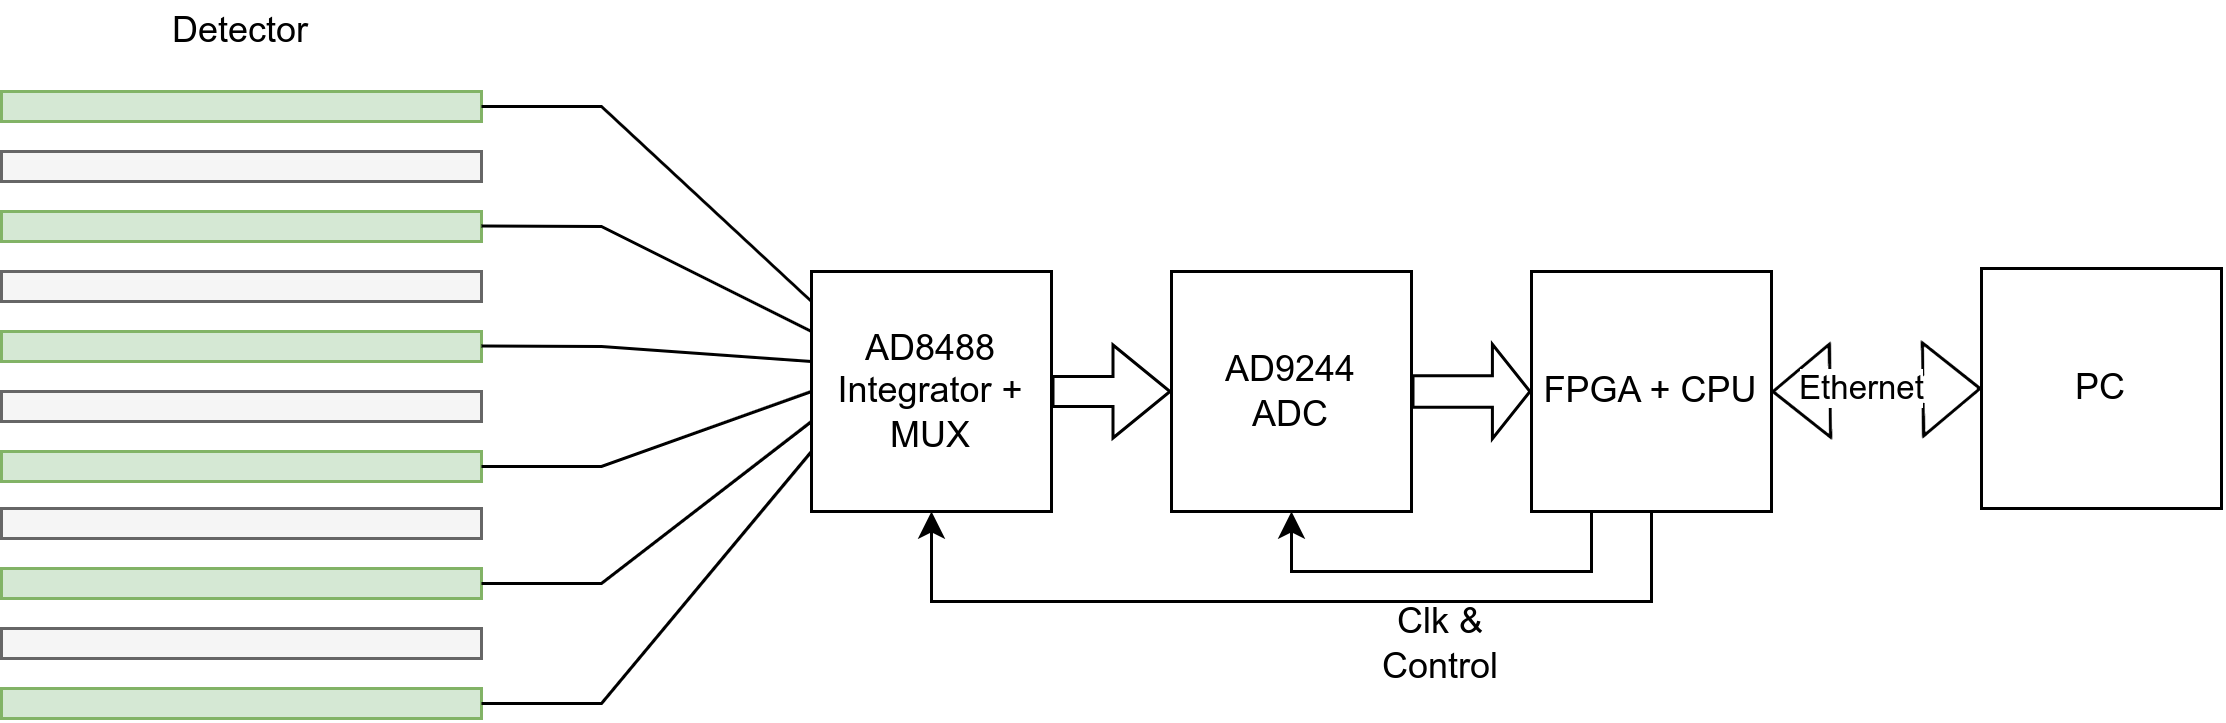 Detector
AD8488
Integrator +
MUX
AD9244
ADC
FPGA + CPU
Ethernet
PC
Clk &
Control